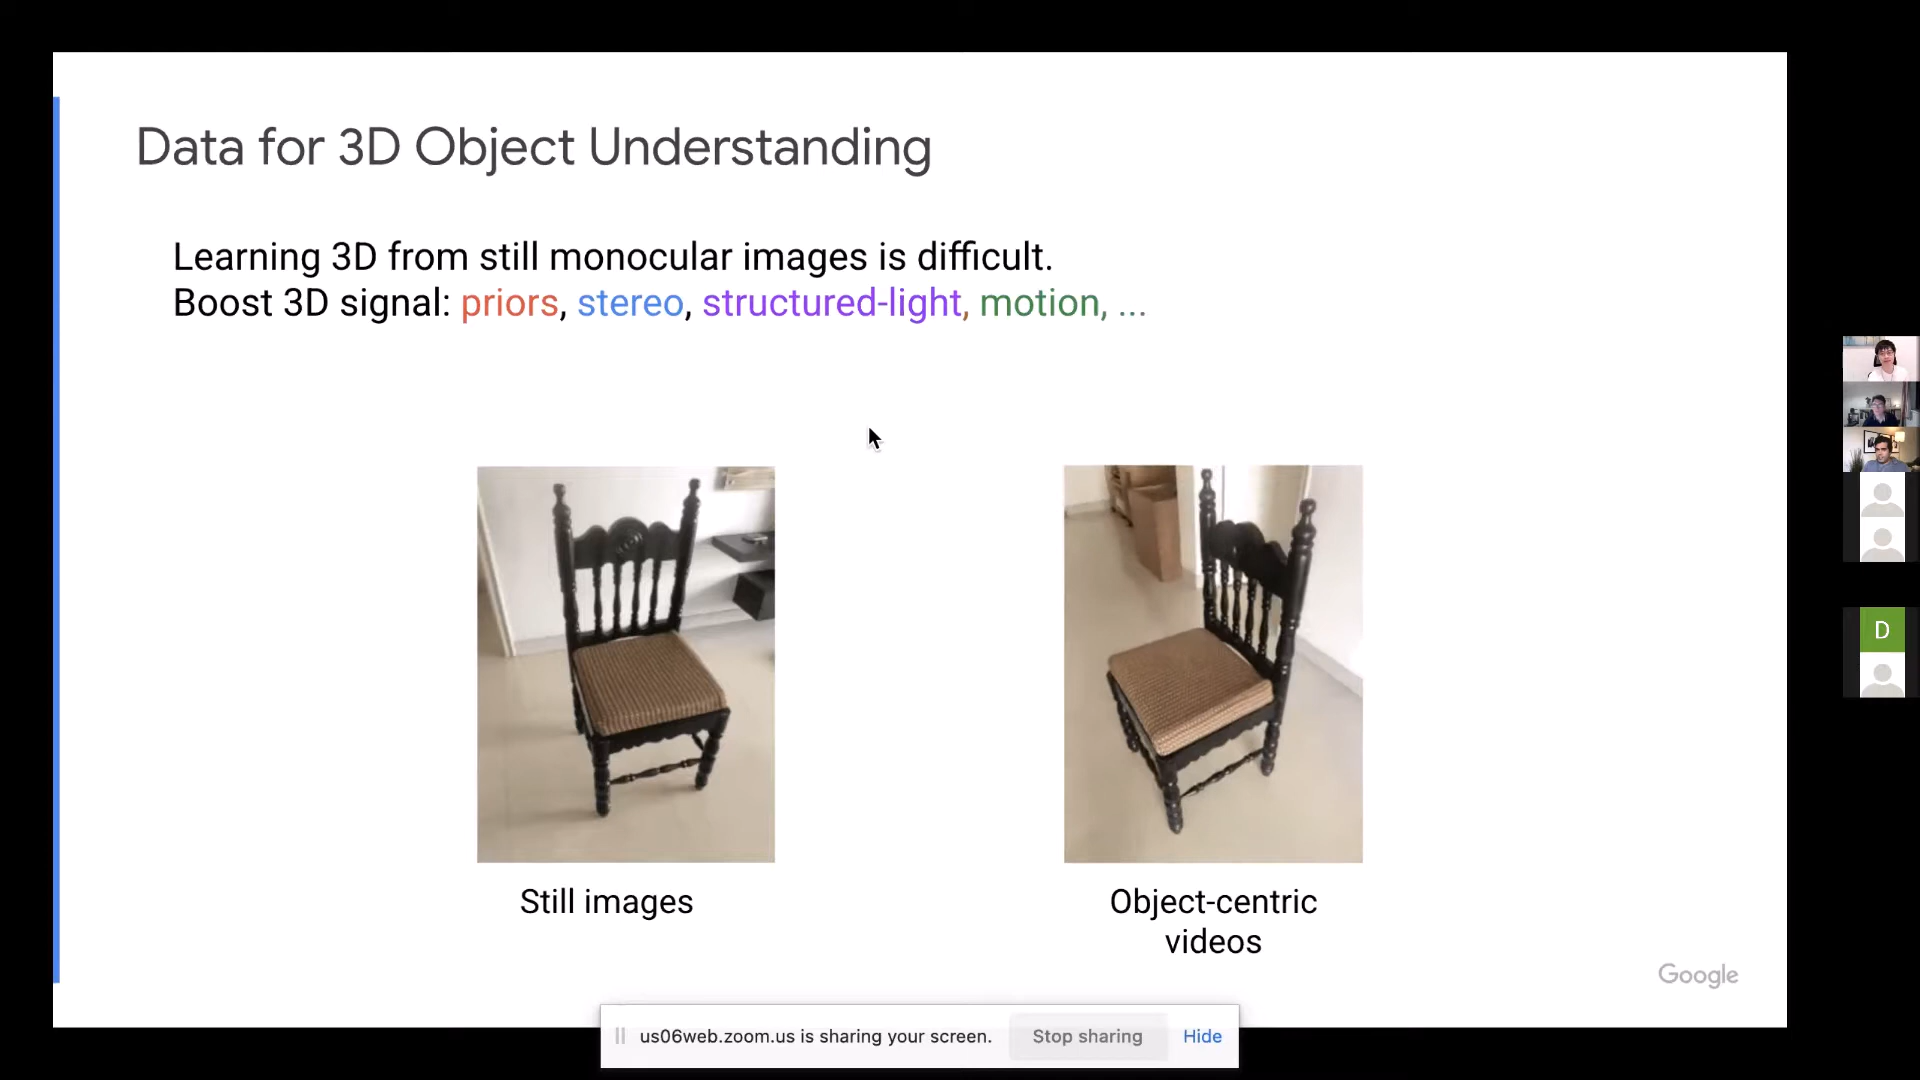 Data for 3D Object Understanding
Learning 3D from still monocular images is difficult.
Boost 3D signal: priors, stereo, structured-light, motion, ...
Still images
Object-centric
videos
Google
us06web.zoom.us is sharing your screen. Stop sharing Hide
D